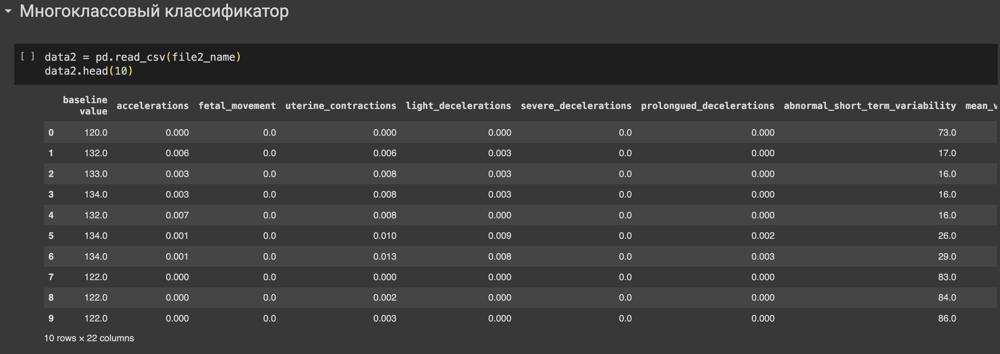 Многоклассовый классификатор
[ ] data2 = pd.read_csv(file2_name)
data2.head(10)
baseline value accelerations fetal_movement uterine_contractions light_decelerations severe_decelerations prolongued_decelerations abnormal_short_term_variability mean_v
0 120.0 0.000 0.0 0.000 0.000 0.0 0.000 73.0
1 132.0 0.006 0.0 0.006 0.003 0.0 0.000 17.0
2 133.0 0.003 0.0 0.008 0.003 0.0 0.000 16.0
3 134.0 0.003 0.0 0.008 0.003 0.0 0.000 16.0
4 132.0 0.007 0.0 0.008 0.000 0.0 0.000 16.0
5 134.0 0.001 0.0 0.010 0.009 0.0 0.002 26.0
6 134.0 0.001 0.0 0.013 0.008 0.0 0.003 29.0
7 122.0 0.000 0.0 0.000 0.000 0.0 0.000 83.0
8 122.0 0.000 0.0 0.002 0.000 0.0 0.000 84.0
9 122.0 0.000 0.0 0.003 0.000 0.0 0.000 86.0
10 rows × 22 columns